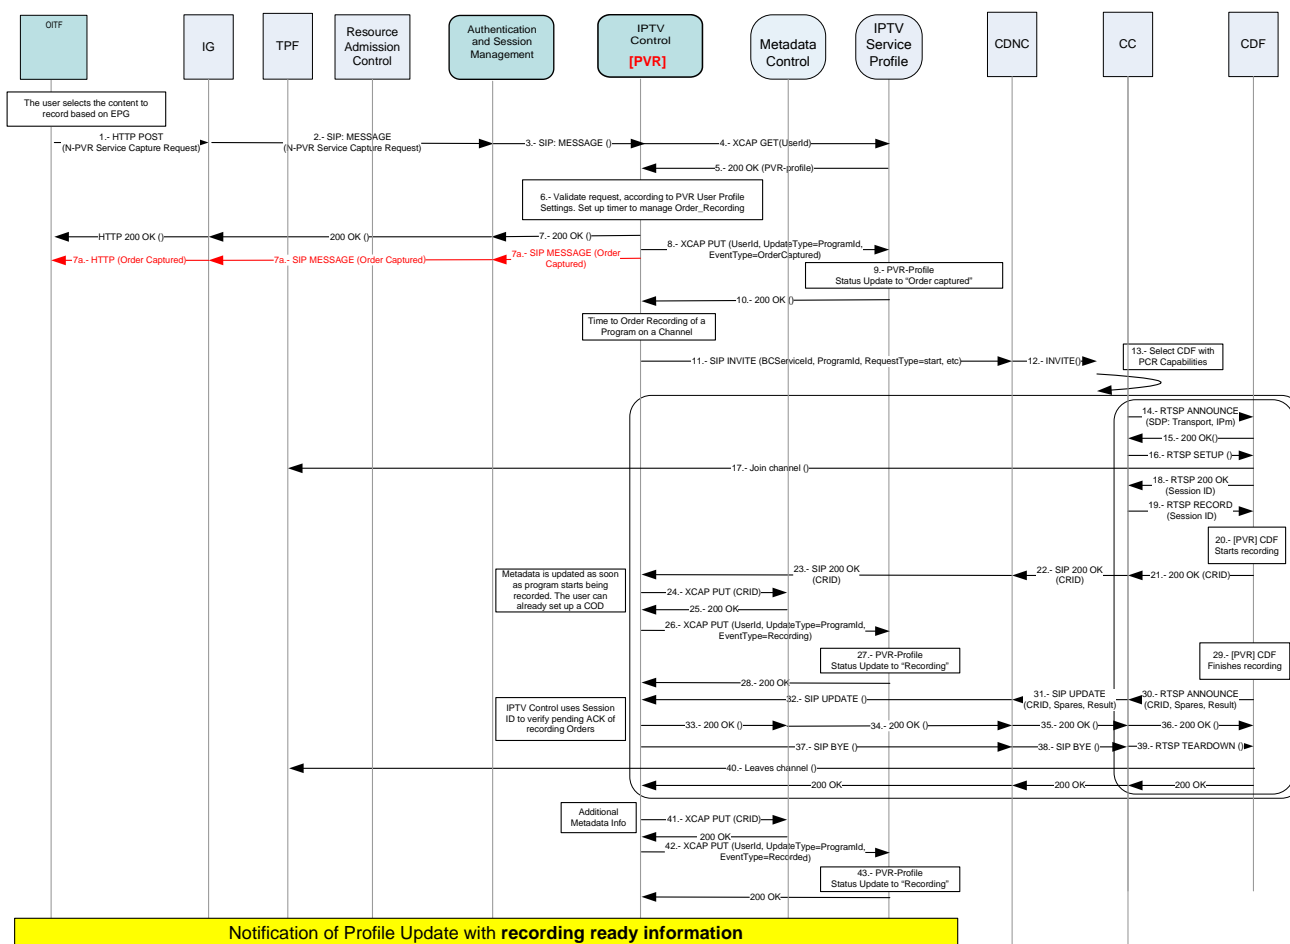 OITF
IG
TPF
Resource
Admission
Control
Authentication
and Session
Management
IPTV
Control
[PVR]
Metadata
Control
IPTV
Service
Profile
CDNC
CC
CDF
The user selects the content to
record based on EPG
1.- HTTP POST
(N-PVR Service Capture Request)
2.- SIP: MESSAGE
(N-PVR Service Capture Request)
3.- SIP: MESSAGE ()
4.- XCAP GET(UserId)
5.- 200 OK (PVR-profile)
6.- Validate request, according to PVR User Profile
Settings. Set up timer to manage Order_Recording
HTTP 200 OK ()
200 OK ()
7.- 200 OK ()
8.- XCAP PUT (UserId, UpdateType=ProgramId,
EventType=OrderCaptured)
7a.- HTTP (Order Captured)
7a.- SIP MESSAGE (Order Captured)
7a.- SIP MESSAGE (Order
Captured)
9.- PVR-Profile
Status Update to “Order captured”
10.- 200 OK ()
Time to Order Recording of a
Program on a Channel
11.- SIP INVITE (BCServiceId, ProgramId, RequestType=start, etc)
12.- INVITE()
13.- Select CDF with
PCR Capabilities
14.- RTSP ANNOUNCE
(SDP: Transport, IPm)
15.- 200 OK()
16.- RTSP SETUP ()
17.- Join channel ()
18.- RTSP 200 OK
(Session ID)
19.- RTSP RECORD
(Session ID)
20.- [PVR] CDF
Starts recording
21.- 200 OK (CRID)
22.- SIP 200 OK
(CRID)
23.- SIP 200 OK
(CRID)
Metadata is updated as soon
as program starts being
recorded. The user can
already set up a COD
24.- XCAP PUT (CRID)
25.- 200 OK
26.- XCAP PUT (UserId, UpdateType=ProgramId,
EventType=Recording)
27.- PVR-Profile
Status Update to “Recording”
28.- 200 OK
29.- [PVR] CDF
Finishes recording
30.- RTSP ANNOUNCE
(CRID, Spares, Result)
31.- SIP UPDATE
(CRID, Spares, Result)
32.- SIP UPDATE ()
IPTV Control uses Session
ID to verify pending ACK of
recording Orders
33.- 200 OK ()
34.- 200 OK ()
35.- 200 OK ()
36.- 200 OK ()
37.- SIP BYE ()
38.- SIP BYE ()
39.- RTSP TEARDOWN ()
40.- Leaves channel ()
200 OK
200 OK
200 OK
Additional
Metadata Info
41.- XCAP PUT (CRID)
200 OK
42.- XCAP PUT (UserId, UpdateType=ProgramId,
EventType=Recorded)
43.- PVR-Profile
Status Update to “Recording”
200 OK
Notification of Profile Update with recording ready information